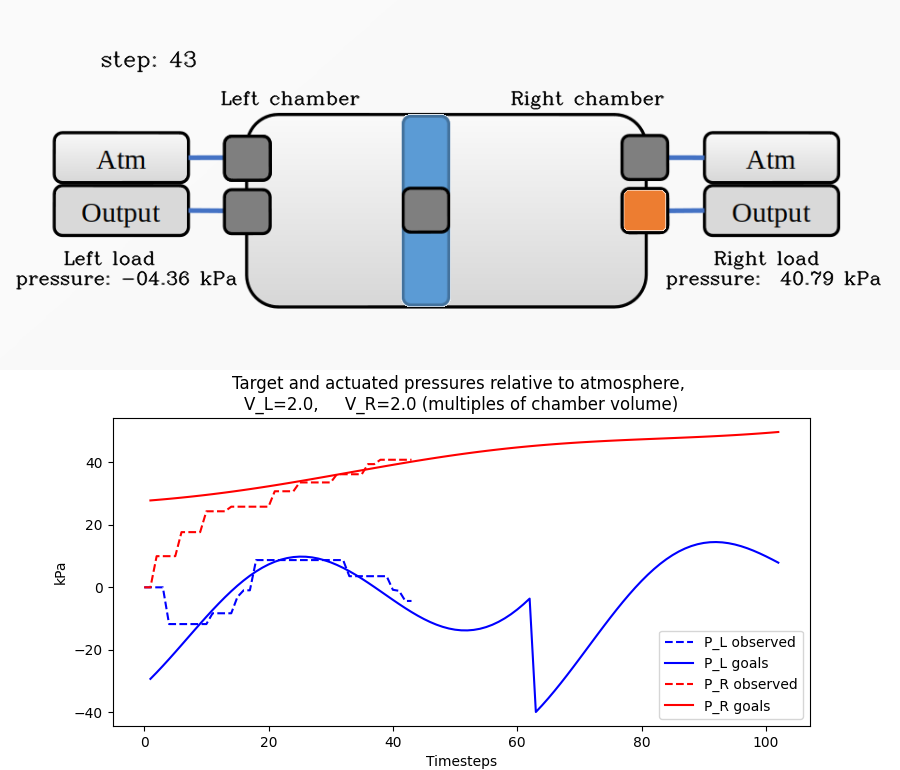 step: 43
Left chamber
Right chamber
Atm
Atm
Output
Output
Left load
pressure: -04.36 kPa
Right load
pressure: 40.79 kPa
Target and actuated pressures relative to atmosphere,
V_L=2.0, V_R=2.0 (multiples of chamber volume)
kPa
40
20
0
−20
−40
0
20
40
60
80
100
Timesteps
P_L observed
P_L goals
P_R observed
P_R goals